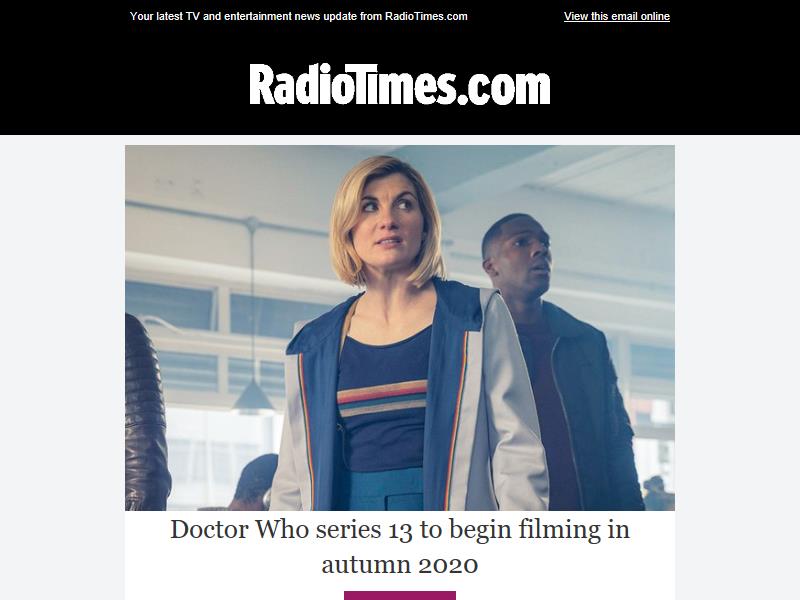 Your latest TV and entertainment news update from RadioTimes.com
View this email online
RadioTimes.com
Doctor Who series 13 to begin filming in
autumn 2020